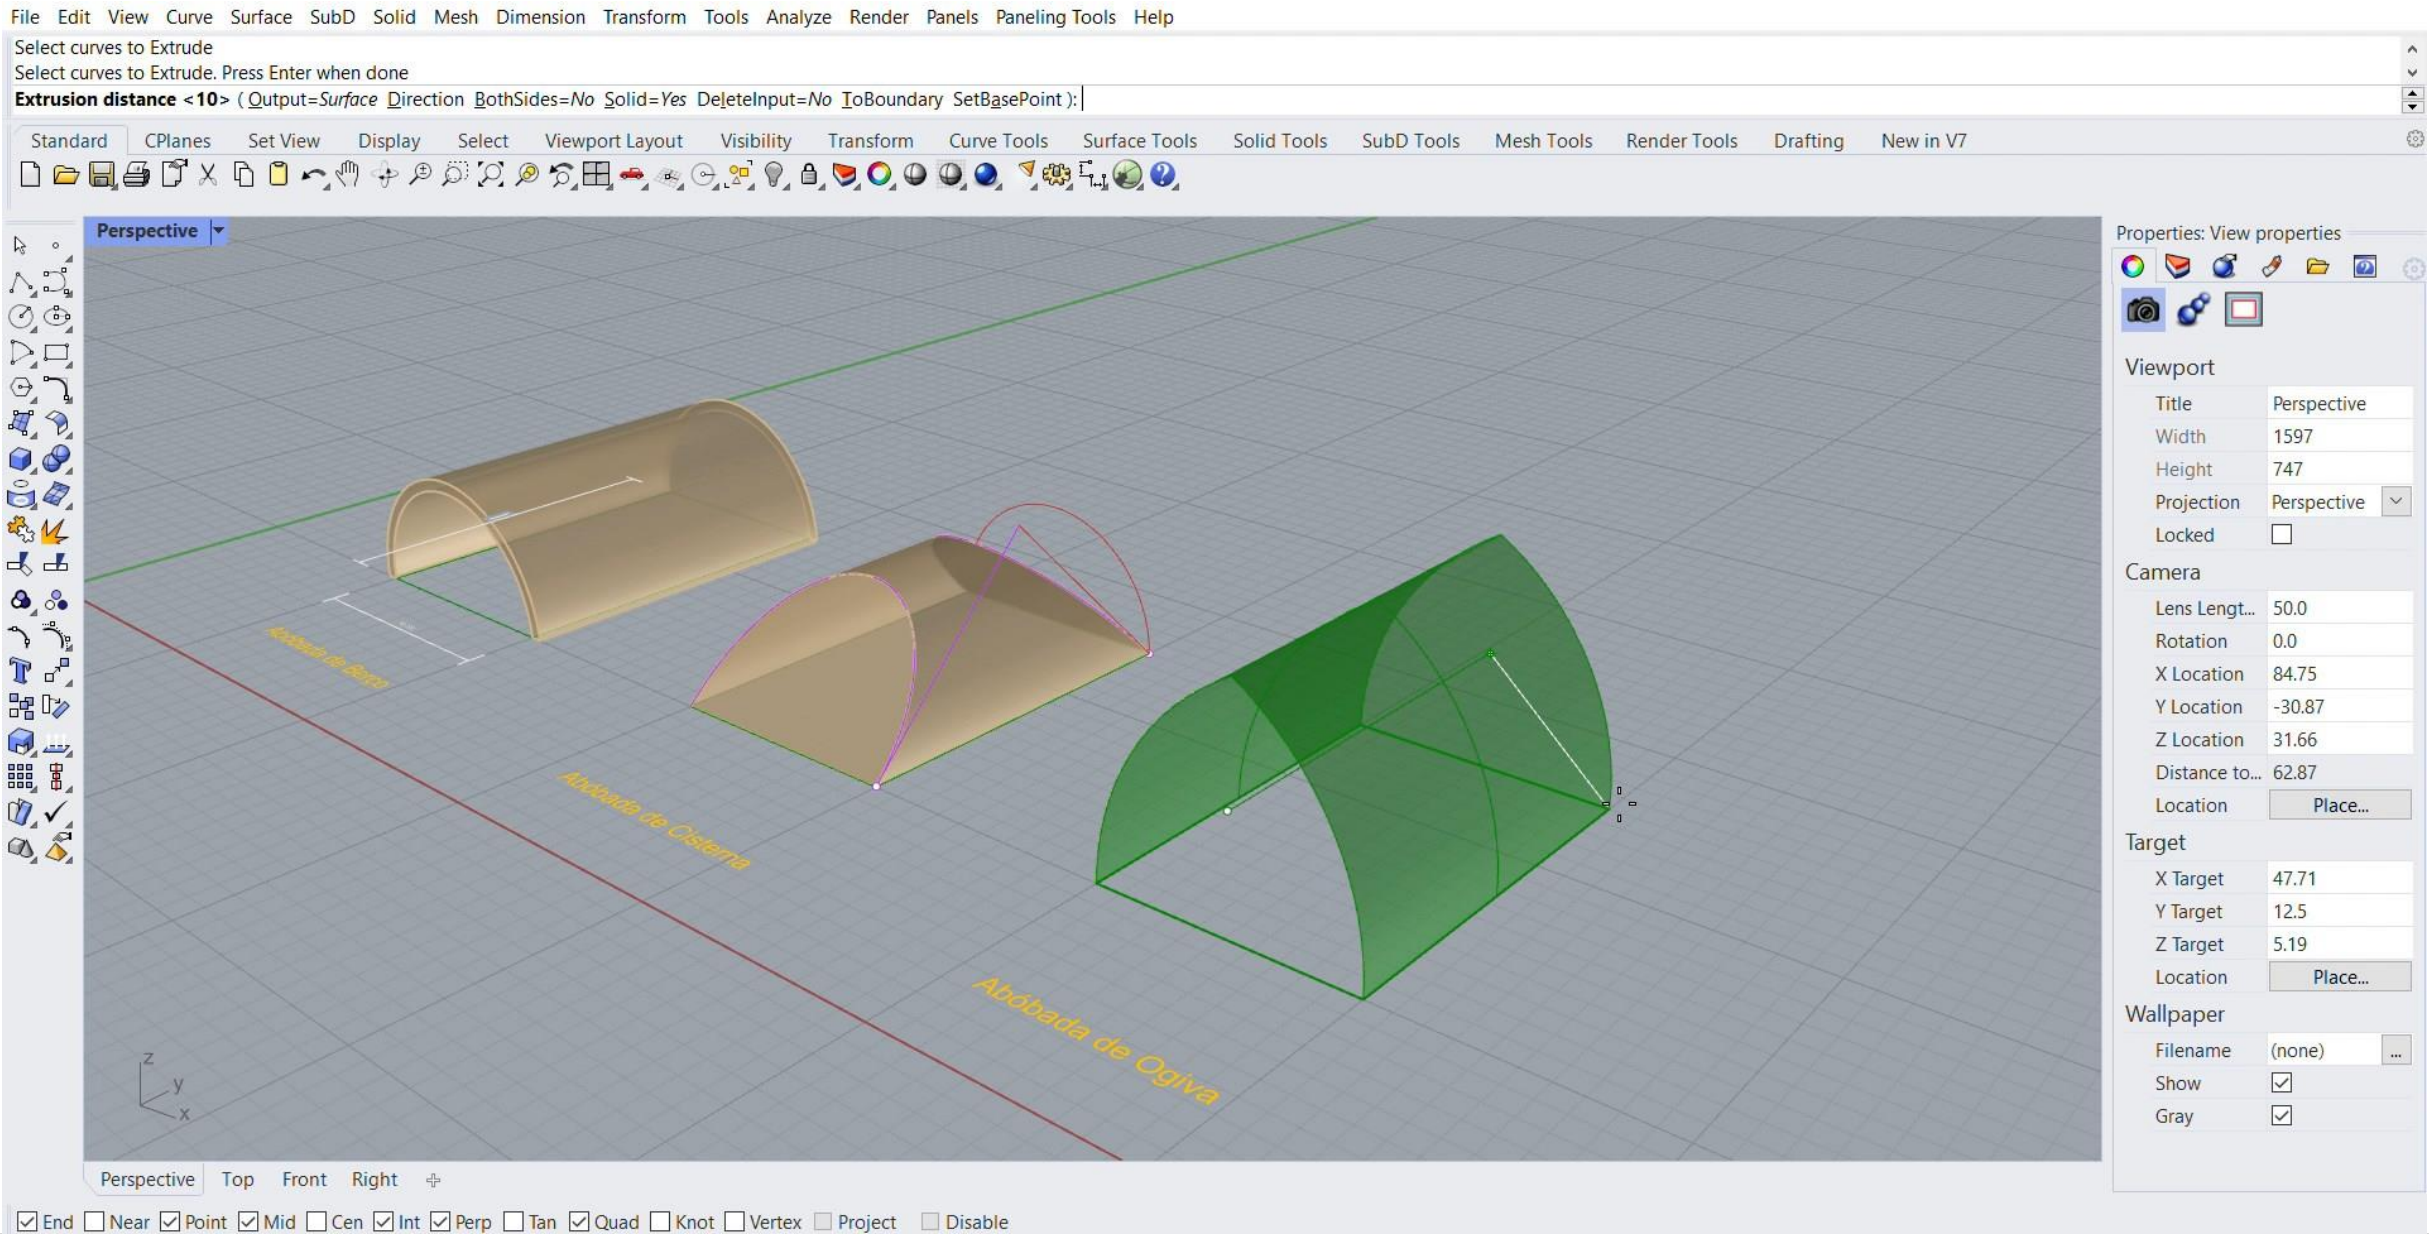 File Edit View Curve Surface SubD Solid Mesh Dimension Transform Tools Analyze Render Panels Paneling Tools Help
Select curves to Extrude
Select curves to Extrude. Press Enter when done
Extrusion distance <10> ( Output=Surface Direction BothSides=No Solid=Yes DeleteInput=No ToBoundary SetBasePoint ):
Standard CPlanes Set View Display Select Viewport Layout Visibility Transform Curve Tools Surface Tools Solid Tools SubD Tools Mesh Tools Render Tools Drafting New in V7
Perspective
Abóbada de Berço
Abóbada de Cisterna
Abóbada de Ogiva
z
y
x
Properties: View properties
Viewport
Title Perspective
Width 1597
Height 747
Projection Perspective
Locked
Camera
Lens Lengt... 50.0
Rotation 0.0
X Location 84.75
Y Location -30.87
Z Location 31.66
Distance to... 62.87
Location Place...
Target
X Target 47.71
Y Target 12.5
Z Target 5.19
Location Place...
Wallpaper
Filename (none) ...
Show
Gray
Perspective Top Front Right
End Near Point Mid Cen Int Perp Tan Quad Knot Vertex Project Disable